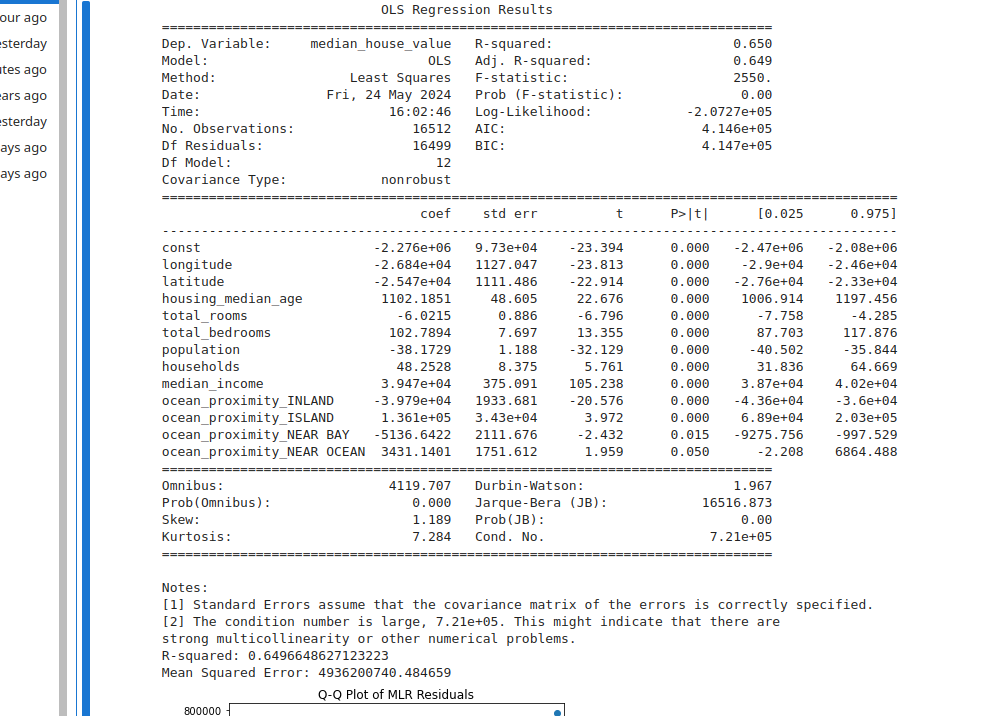 our ago
esterday
utes ago
ears ago
esterday
ays ago
ays ago
OLS Regression Results
==============================================================================
Dep. Variable:     median_house_value   R-squared:                       0.650
Model:                            OLS   Adj. R-squared:                  0.649
Method:                 Least Squares   F-statistic:                     2550.
Date:                Fri, 24 May 2024   Prob (F-statistic):               0.00
Time:                        16:02:46   Log-Likelihood:            -2.0727e+05
No. Observations:               16512   AIC:                         4.146e+05
Df Residuals:                   16499   BIC:                         4.147e+05
Df Model:                          12
Covariance Type:            nonrobust
==============================================================================================
                                 coef    std err          t      P>|t|      [0.025      0.975]
----------------------------------------------------------------------------------------------
const                      -2.276e+06   9.73e+04    -23.394      0.000   -2.47e+06   -2.08e+06
longitude                  -2.684e+04   1127.047    -23.813      0.000    -2.9e+04   -2.46e+04
latitude                   -2.547e+04   1111.486    -22.914      0.000   -2.76e+04   -2.33e+04
housing_median_age          1102.1851     48.605     22.676      0.000    1006.914    1197.456
total_rooms                   -6.0215      0.886     -6.796      0.000      -7.758      -4.285
total_bedrooms               102.7894      7.697     13.355      0.000      87.703     117.876
population                   -38.1729      1.188    -32.129      0.000     -40.502     -35.844
households                    48.2528      8.375      5.761      0.000      31.836      64.669
median_income               3.947e+04    375.091    105.238      0.000    3.87e+04    4.02e+04
ocean_proximity_INLAND     -3.979e+04   1933.681    -20.576      0.000   -4.36e+04    -3.6e+04
ocean_proximity_ISLAND      1.361e+05   3.43e+04      3.972      0.000    6.89e+04    2.03e+05
ocean_proximity_NEAR BAY   -5136.6422   2111.676     -2.432      0.015   -9275.756    -997.529
ocean_proximity_NEAR OCEAN  3431.1401   1751.612      1.959      0.050      -2.208    6864.488
==============================================================================
Omnibus:                     4119.707   Durbin-Watson:                   1.967
Prob(Omnibus):                  0.000   Jarque-Bera (JB):            16516.873
Skew:                           1.189   Prob(JB):                         0.00
Kurtosis:                       7.284   Cond. No.                     7.21e+05
==============================================================================
Notes:
[1] Standard Errors assume that the covariance matrix of the errors is correctly specified.
[2] The condition number is large, 7.21e+05. This might indicate that there are
strong multicollinearity or other numerical problems.
R-squared: 0.6496648627123223
Mean Squared Error: 4936200740.484659
Q-Q Plot of MLR Residuals
800000